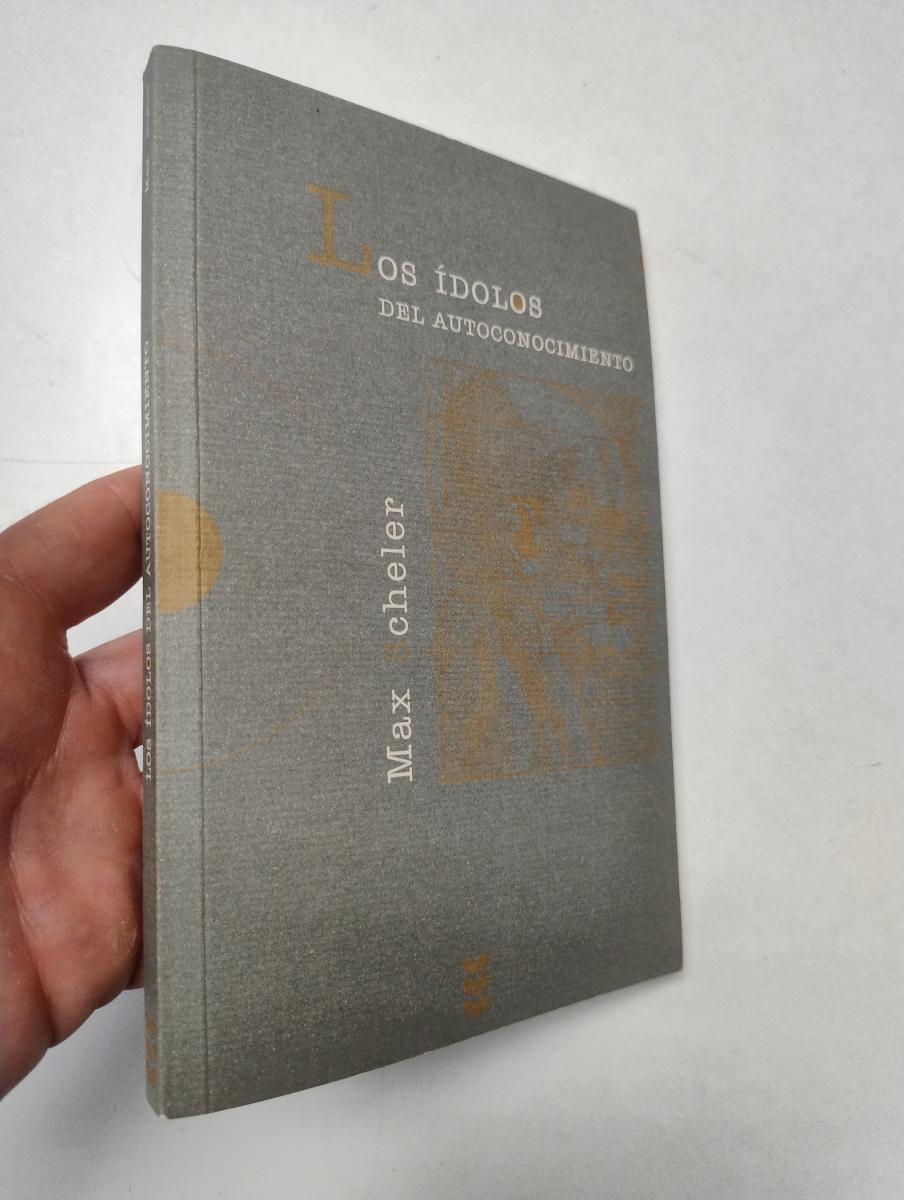 LOS ÍDOLOS
DEL AUTOCONOCIMIENTO
Max Scheler
LOS ÍDOLOS DEL AUTOCONOCIMIENTO